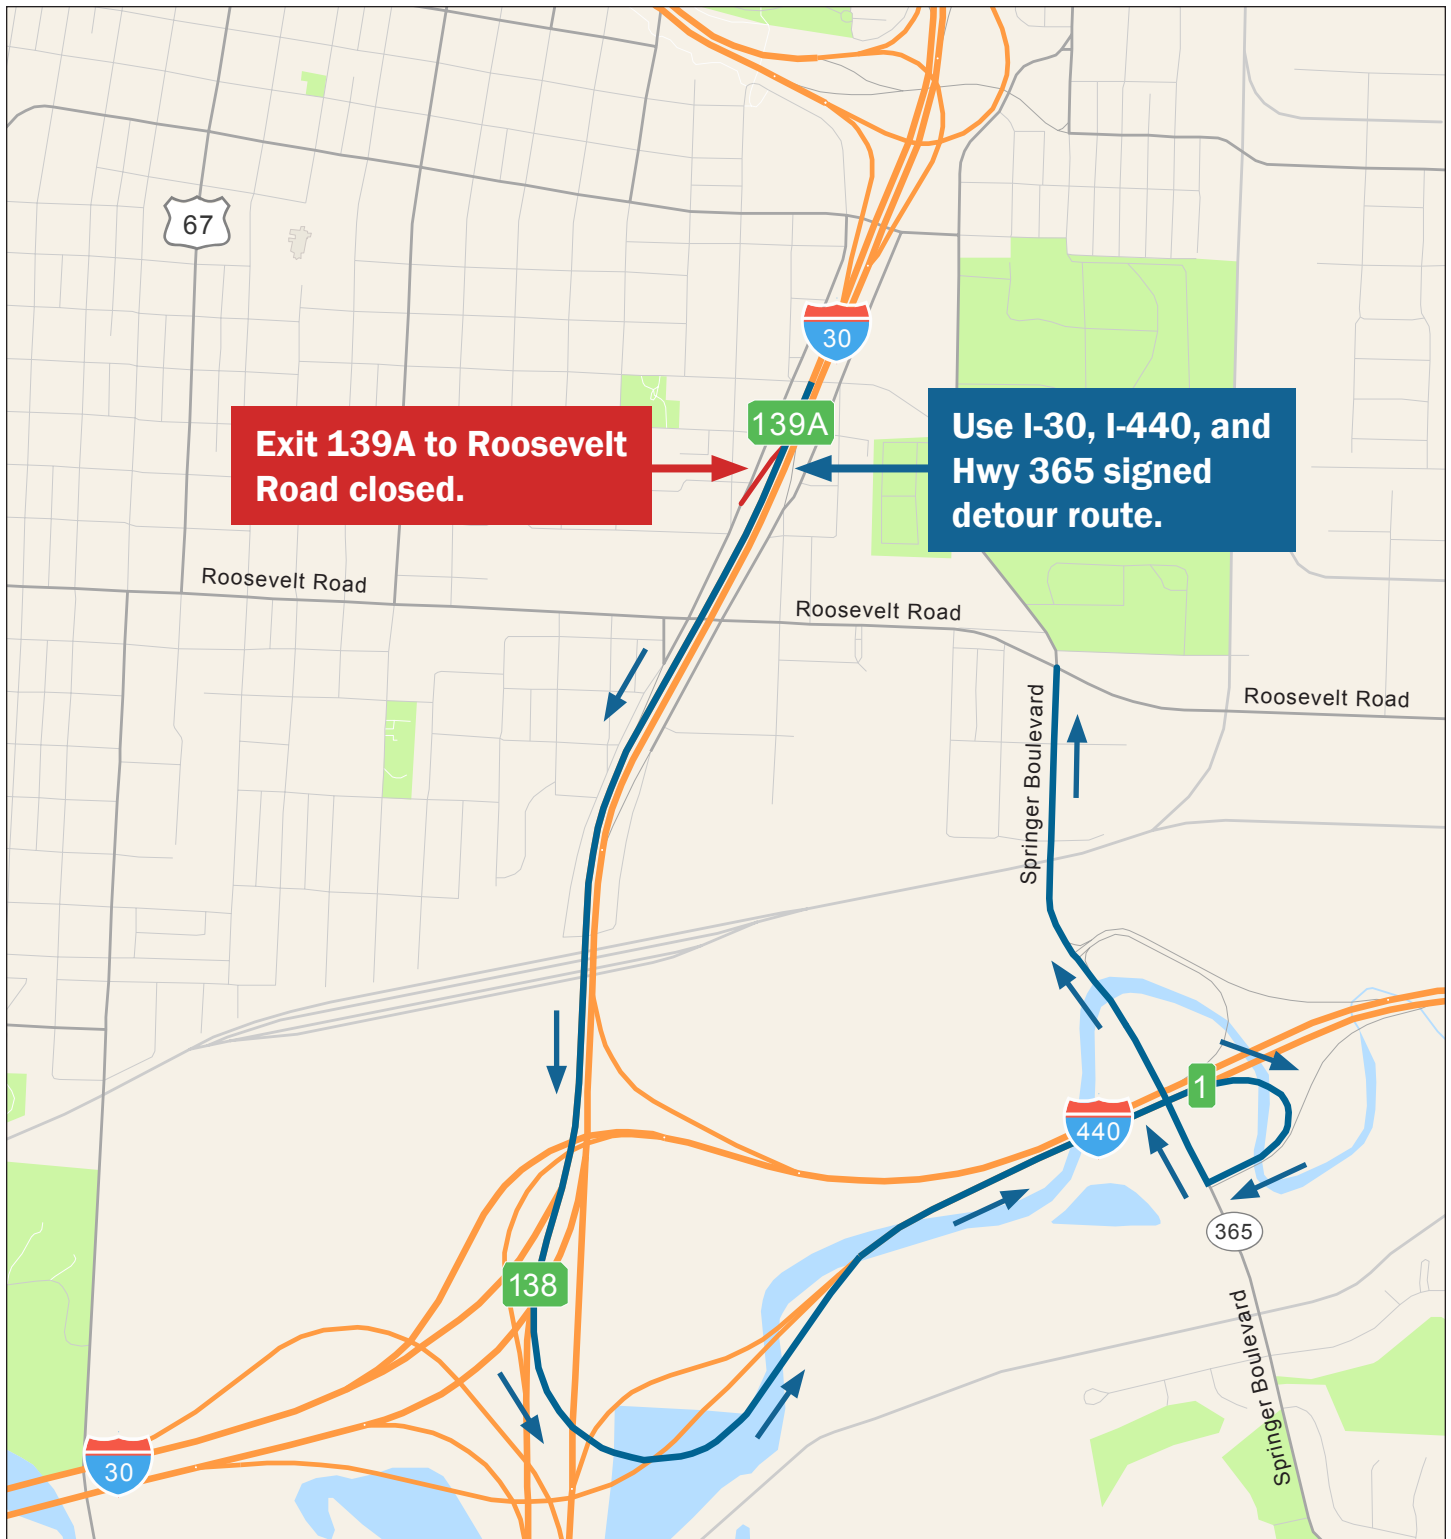 67
30
139A
Exit 139A to Roosevelt
Road closed.
Use I-30, I-440, and
Hwy 365 signed
detour route.
Roosevelt Road
Roosevelt Road
Roosevelt Road
Springer Boulevard
1
440
365
138
Springer Boulevard
30